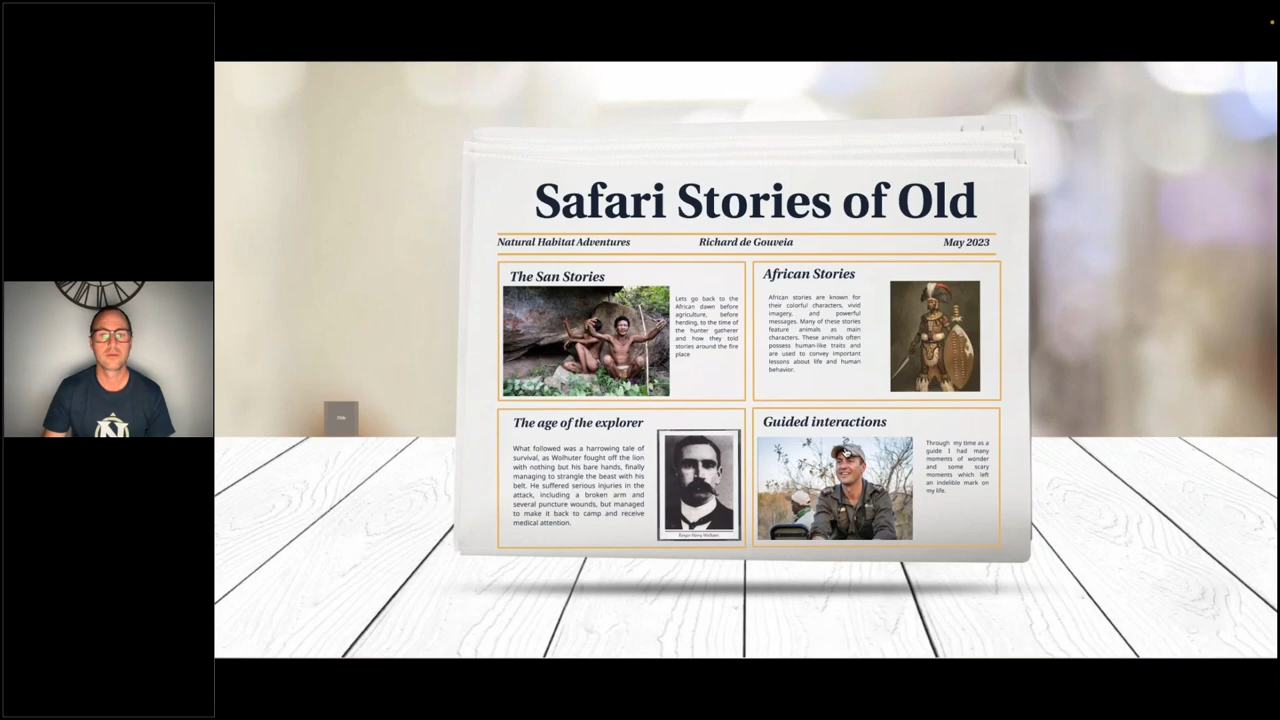 Safari Stories of Old
Natural Habitat Adventures Richard de Gouveia May 2023
The San Stories
Lets go back to the
African dawn before
agriculture, before
herding, to the time of
the hunter gatherer
and how they told
stories around the fire
place
African Stories
African stories are known for
their colorful characters, vivid
imagery, and powerful
messages. Many of these stories
feature animals as main
characters. These animals often
possess human-like traits and
are used to convey important
lessons about life and human
behavior.
The age of the explorer
What followed was a harrowing tale of
survival, as Wolhuter fought off the lion
with nothing but his bare hands, finally
managing to strangle the beast with his
belt. He suffered serious injuries in the
attack, including a broken arm and
several puncture wounds, but managed
to make it back to camp and receive
medical attention.
Ranger Harry Wolhuter.
Guided interactions
Through my time as a
guide I had many
moments of wonder
and some scary
moments which left
an indelible mark on
my life.
N